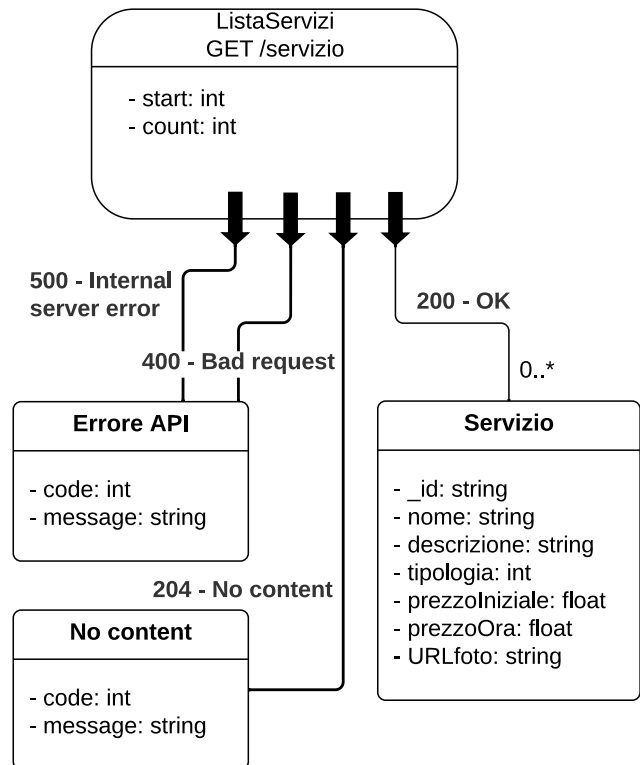 ListaServizi
GET /servizio
- start: int
- count: int
500 - Internal
server error
200 - OK
400 - Bad request
0..*
Errore API
- code: int
- message: string
Servizio
- _id: string
- nome: string
- descrizione: string
- tipologia: int
- prezzoIniziale: float
- prezzoOra: float
- URLfoto: string
204 - No content
No content
- code: int
- message: string